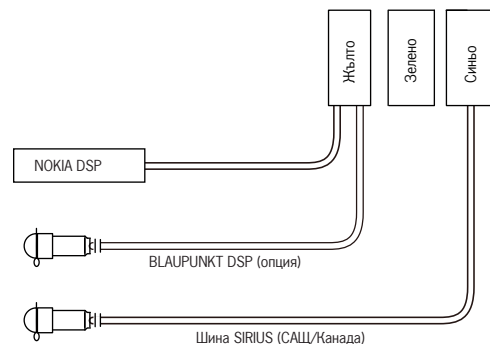 Жълто
Зелено
Синьо
NOKIA DSP
BLAUPUNKT DSP (опция)
Шина SIRIUS (САЩ/Канада)